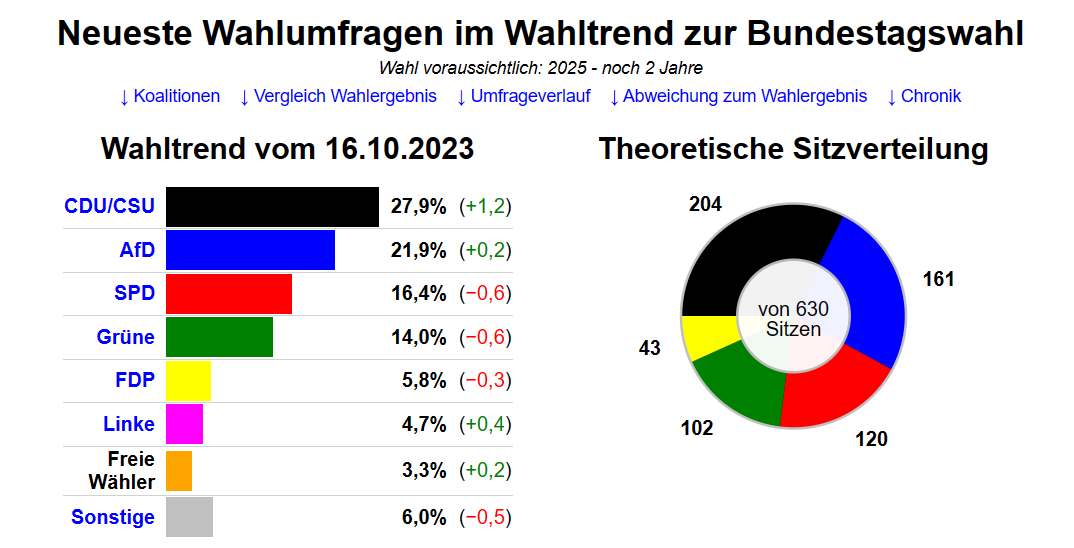 Neueste Wahlumfragen im Wahltrend zur Bundestagswahl
Wahl voraussichtlich: 2025 - noch 2 Jahre
↓ Koalitionen ↓ Vergleich Wahlergebnis ↓ Umfrageverlauf ↓ Abweichung zum Wahlergebnis ↓ Chronik
Wahltrend vom 16.10.2023
CDU/CSU 27,9% (+1,2)
AfD 21,9% (+0,2)
SPD 16,4% (−0,6)
Grüne 14,0% (−0,6)
FDP 5,8% (−0,3)
Linke 4,7% (+0,4)
Freie
Wähler 3,3% (+0,2)
Sonstige 6,0% (−0,5)
Theoretische Sitzverteilung
204
161
von 630
Sitzen
43
102
120